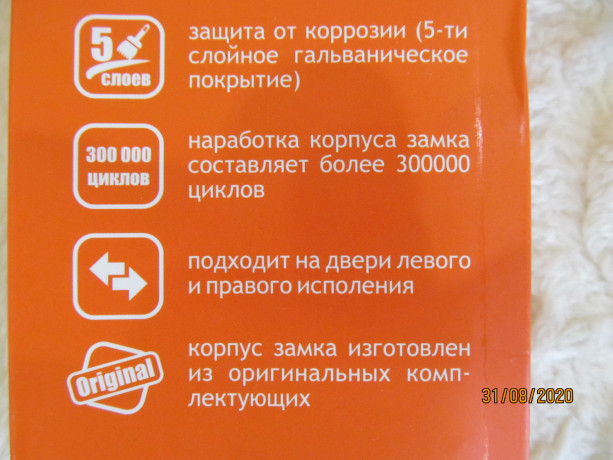 5
слоев
защита от коррозии (5-ти
слойное гальваническое
покрытие)
300 000
циклов
наработка корпуса замка
составляет более 300000
циклов
подходит на двери левого
и правого исполения
Original
корпус замка изготовлен
из оригинальных комп-
лектующих
31/08/2020